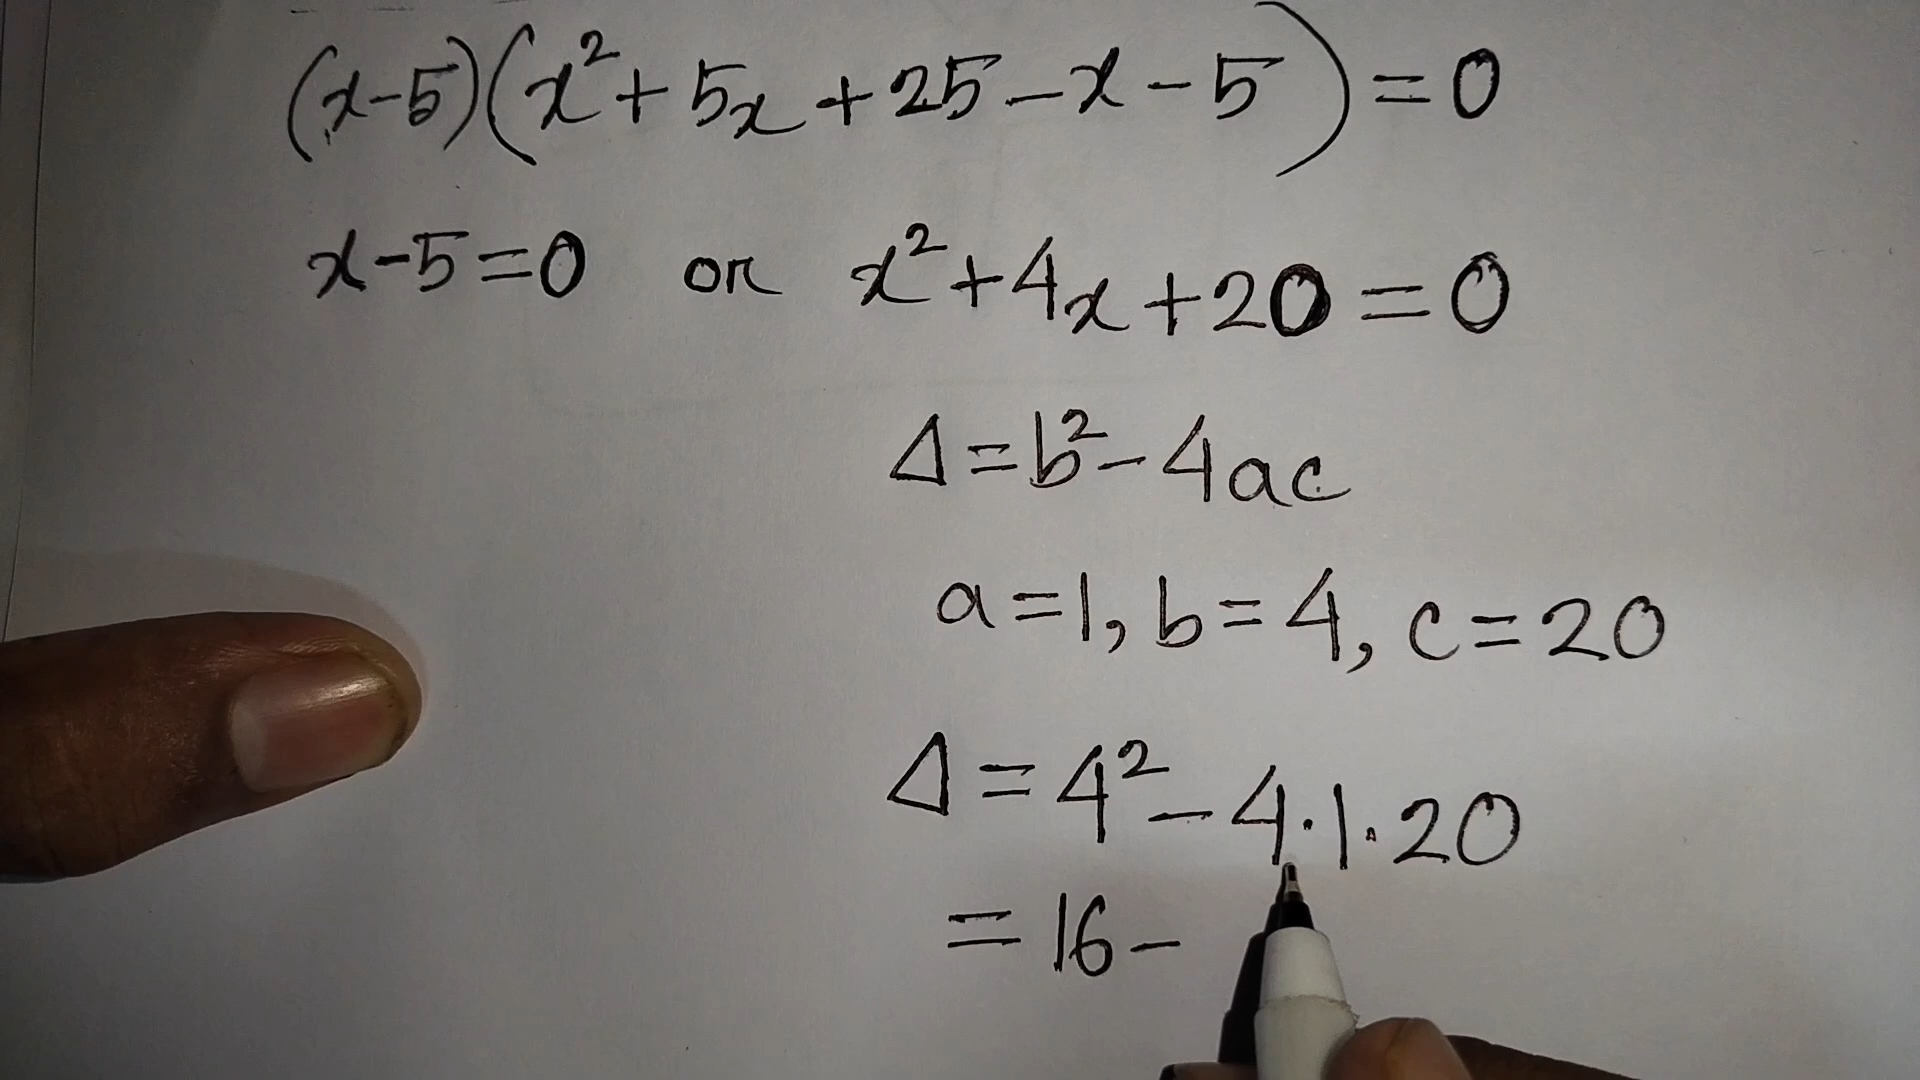 (x-5)(x²+5x+25-x-5)=0
x-5=0 or x²+4x+20=0
Δ=b²-4ac
a=1, b=4, c=20
Δ=4²-4·1·20
=16-